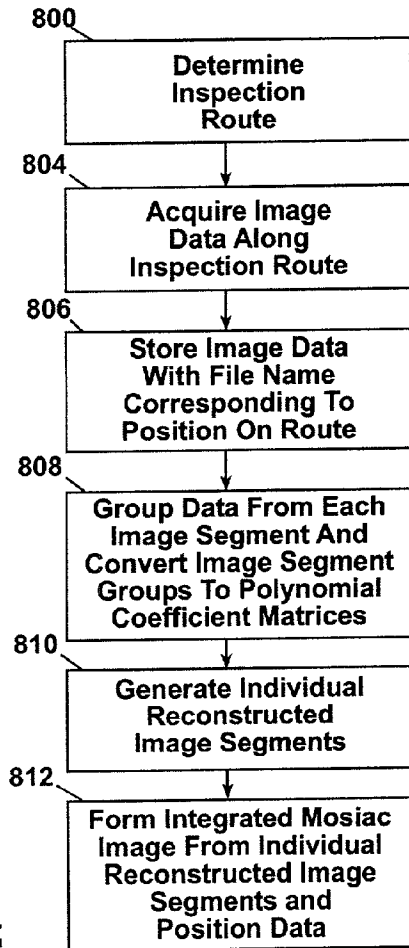 800
Determine
Inspection
Route
804
Acquire Image
Data Along
Inspection Route
806
Store Image Data
With File Name
Corresponding To
Position On Route
808
Group Data From Each
Image Segment And
Convert Image Segment
Groups To Polynomial
Coefficient Matrices
810
Generate Individual
Reconstructed
Image Segments
812
Form Integrated Mosiac
Image From Individual
Reconstructed Image
Segments and
Position Data